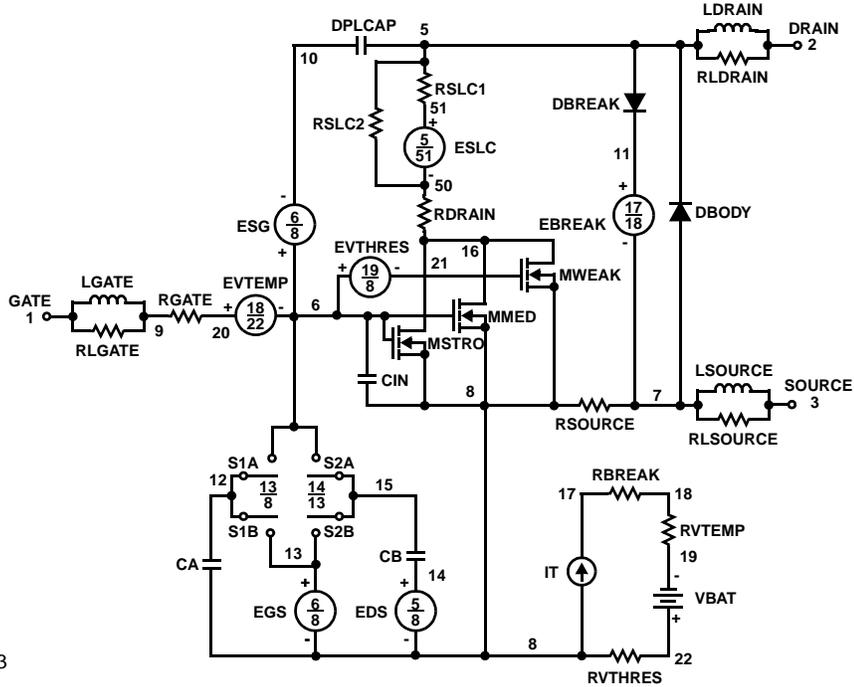 LDRAIN
DPLCAP 5 DRAIN
2
10
RLDRAIN
RSLC1
DBREAK
51
+
RSLC2
5
51
ESLC
11
-
50
-
+
RDRAIN
6
8
ESG
17
18
EBREAK
DBODY
+
EVTHRES
-
16
21
+ 19
8
-
MWEAK
LGATE
EVTEMP
GATE
1
RGATE
+ 18
22
-
6
MMED
9
20
MSTRO
RLGATE
LSOURCE
CIN
8
7
SOURCE
3
RSOURCE
RLSOURCE
S1A
S2A
12
13
8
14
13
15
RBREAK
17
18
S1B
S2B
RVTEMP
13
CB
19
CA
14
IT
-
+
+
VBAT
EGS
6
8
EDS
5
8
+
-
-
8
22
RVTHRES
3